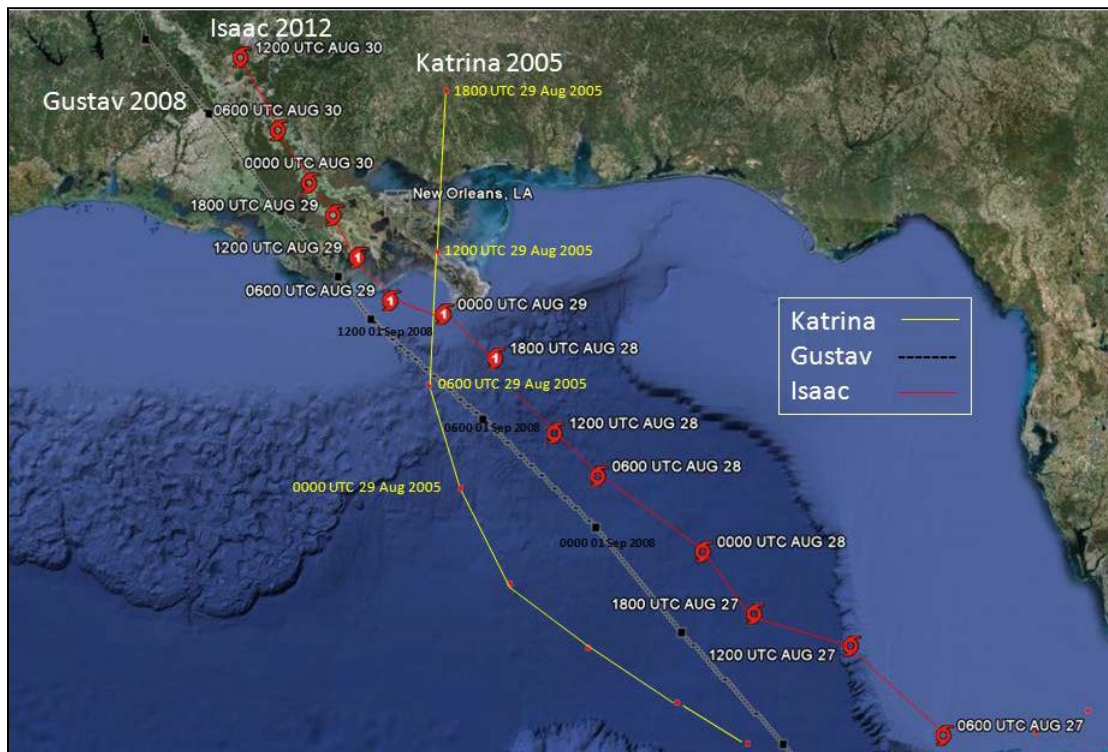 Isaac 2012
1200 UTC AUG 30
Katrina 2005
1800 UTC 29 Aug 2005
Gustav 2008
0600 UTC AUG 30
0000 UTC AUG 30
New Orleans, LA
1800 UTC AUG 29
1200 UTC AUG 29
1200 UTC 29 Aug 2005
0600 UTC AUG 29
1
1
1
0000 UTC AUG 29
1200 01 Sep 2008
1
1800 UTC AUG 28
Katrina
Gustav
Isaac
0600 UTC 29 Aug 2005
0600 01 Sep 2008
1200 UTC AUG 28
0600 UTC AUG 28
0000 UTC 29 Aug 2005
0000 01 Sep 2008
0000 UTC AUG 28
1800 UTC AUG 27
1200 UTC AUG 27
0600 UTC AUG 27